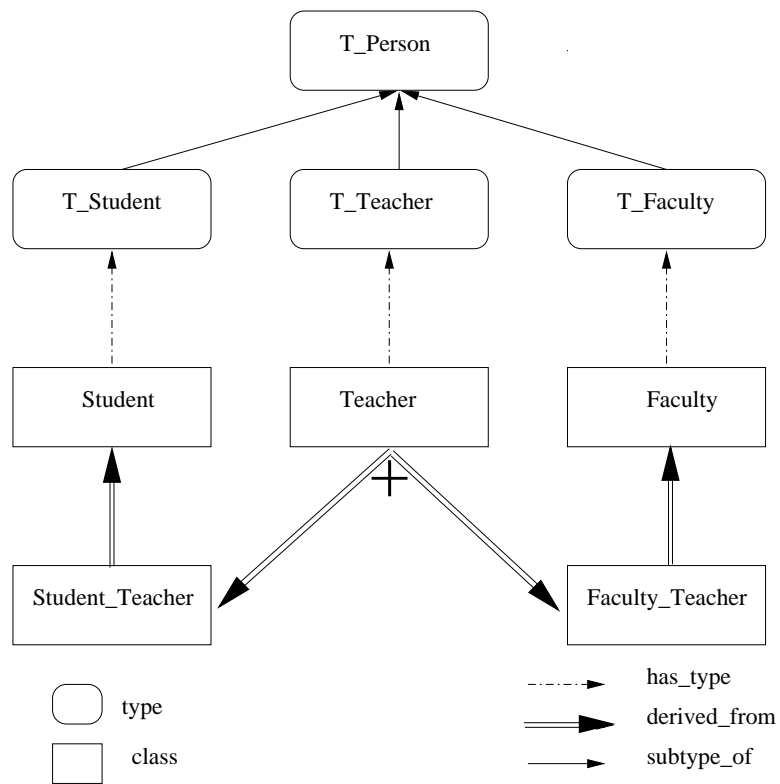 T_Person
T_Student
T_Teacher
T_Faculty
Student
Teacher
Faculty
+
Student_Teacher
Faculty_Teacher
type
class
has_type
derived_from
subtype_of